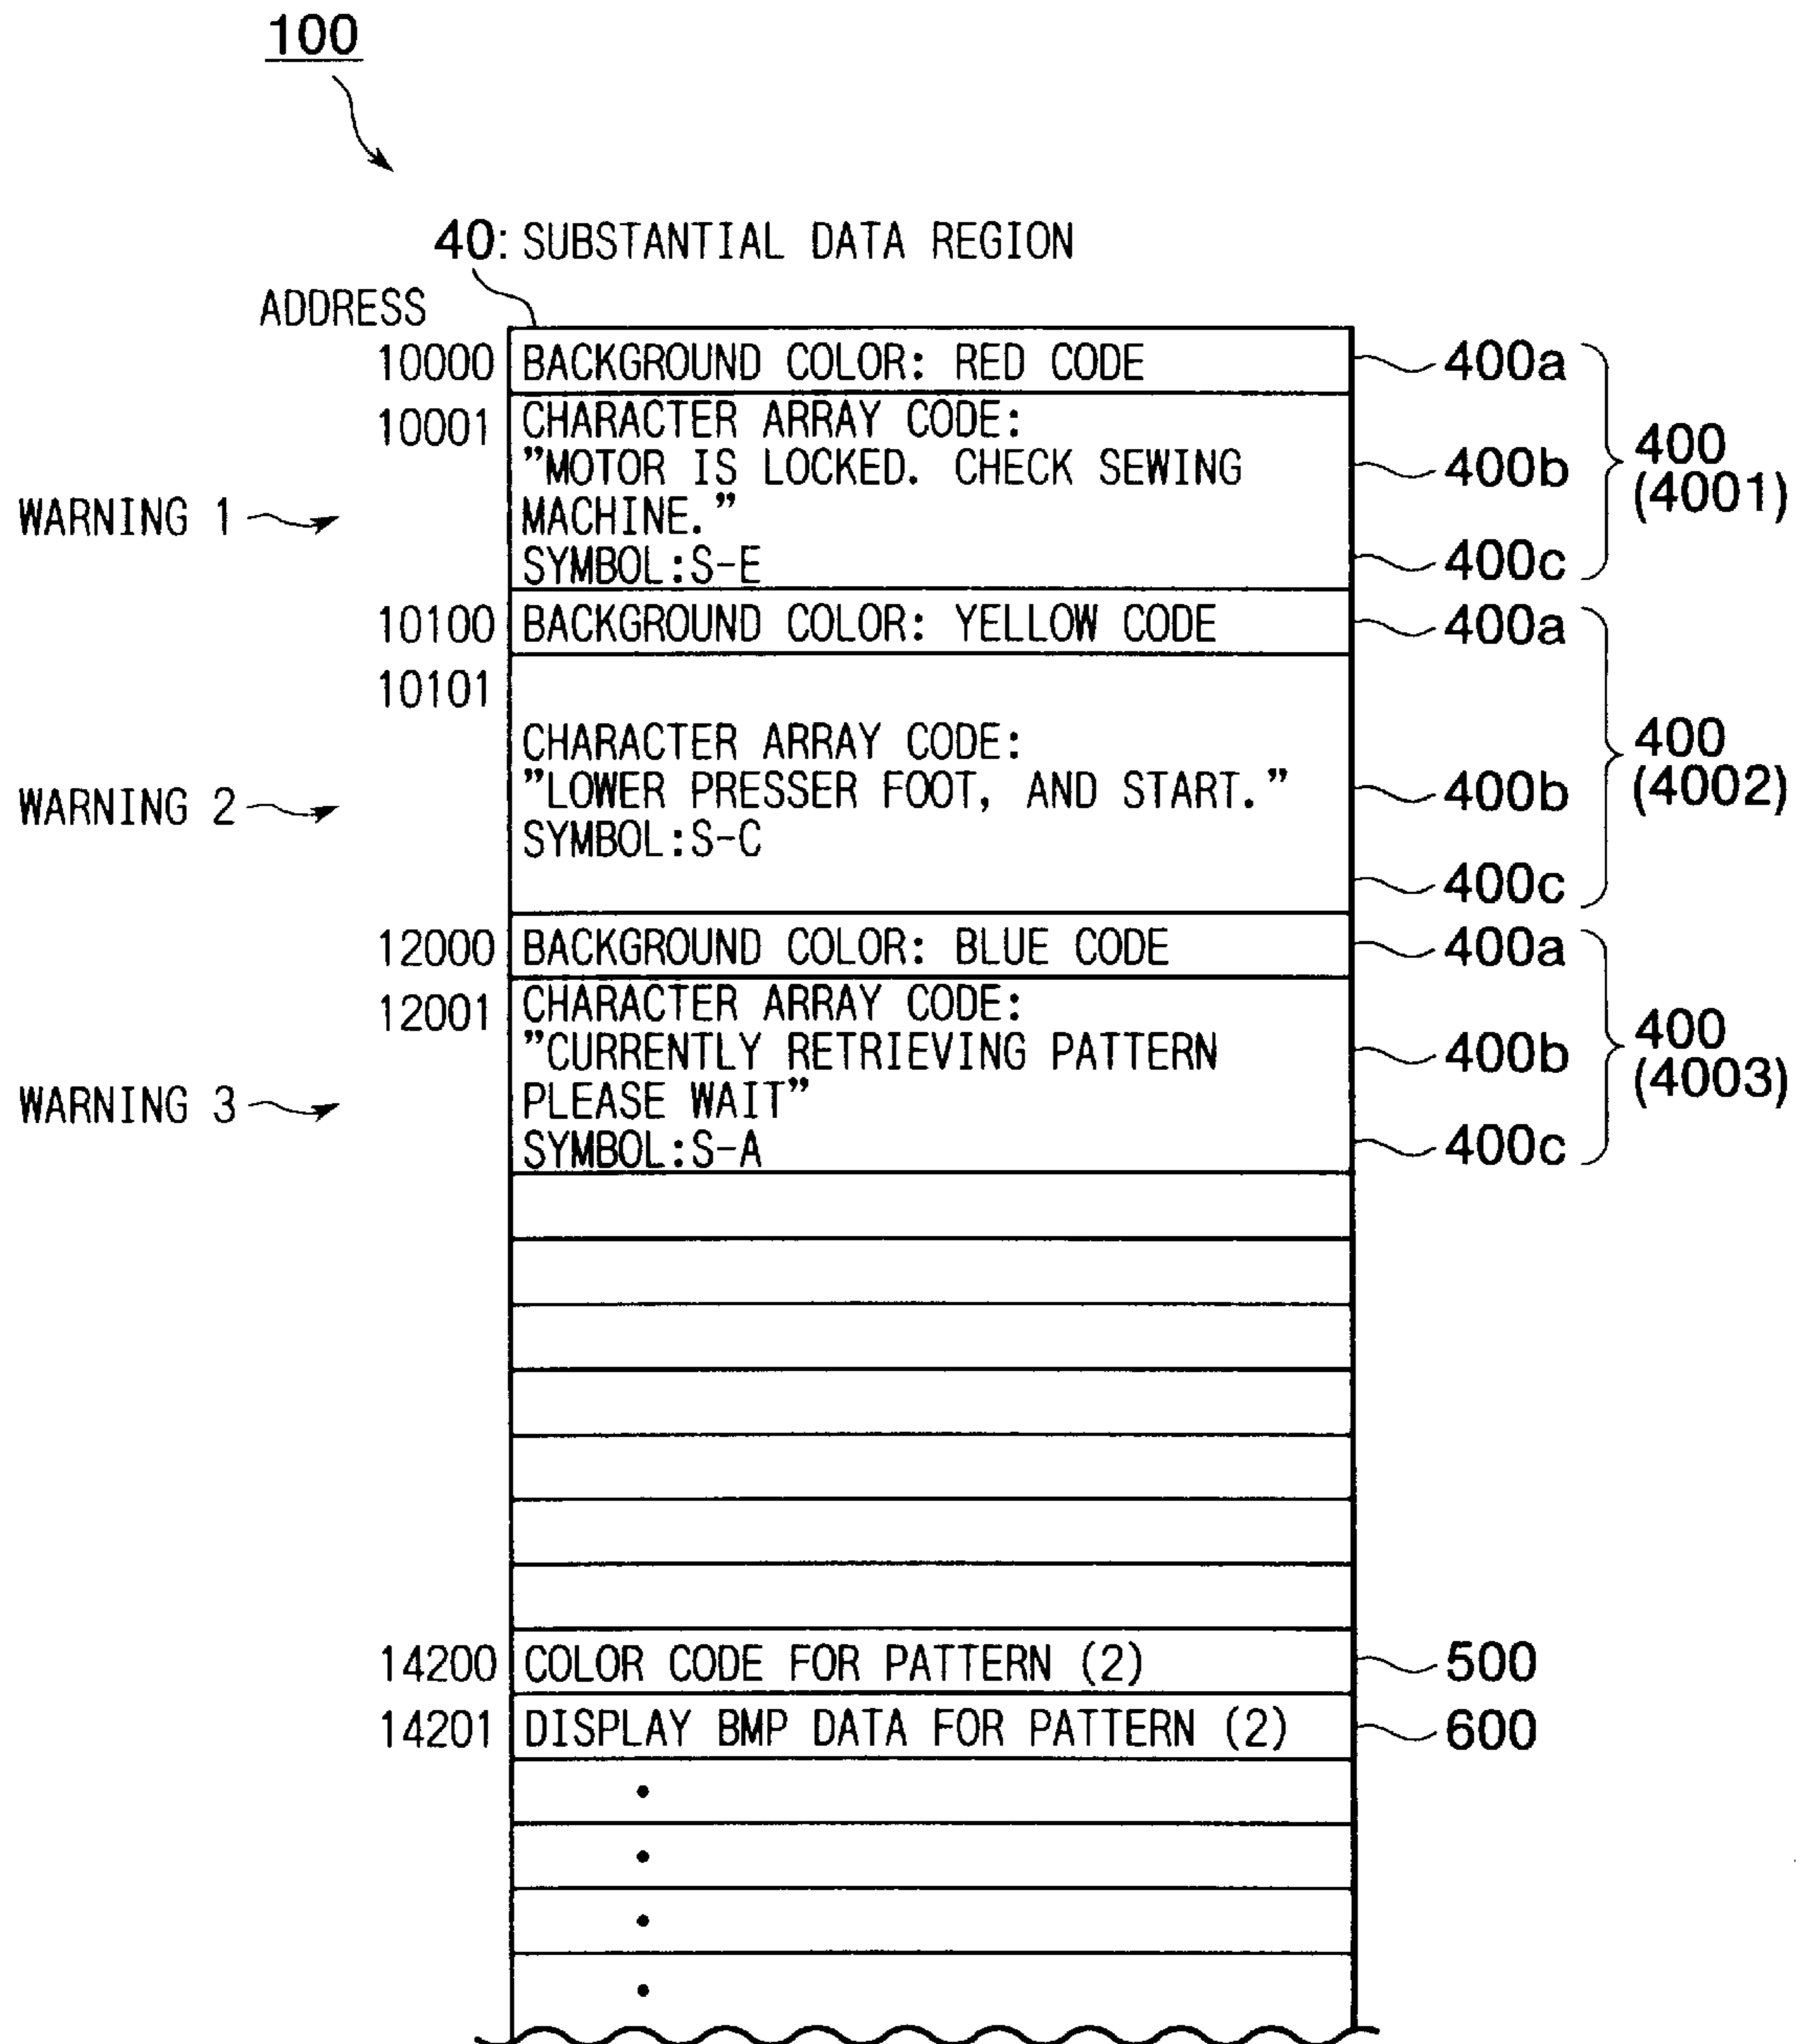 100
40: SUBSTANTIAL DATA REGION
ADDRESS
10000 BACKGROUND COLOR: RED CODE 400a
10001 CHARACTER ARRAY CODE:
"MOTOR IS LOCKED. CHECK SEWING 400b
MACHINE."
SYMBOL:S-E 400c
WARNING 1
400
(4001)
10100 BACKGROUND COLOR: YELLOW CODE 400a
10101
CHARACTER ARRAY CODE:
"LOWER PRESSER FOOT, AND START." 400b
SYMBOL:S-C
400c
WARNING 2
400
(4002)
12000 BACKGROUND COLOR: BLUE CODE 400a
12001 CHARACTER ARRAY CODE:
"CURRENTLY RETRIEVING PATTERN 400b
PLEASE WAIT"
SYMBOL:S-A 400c
WARNING 3
400
(4003)
14200 COLOR CODE FOR PATTERN (2) 500
14201 DISPLAY BMP DATA FOR PATTERN (2) 600